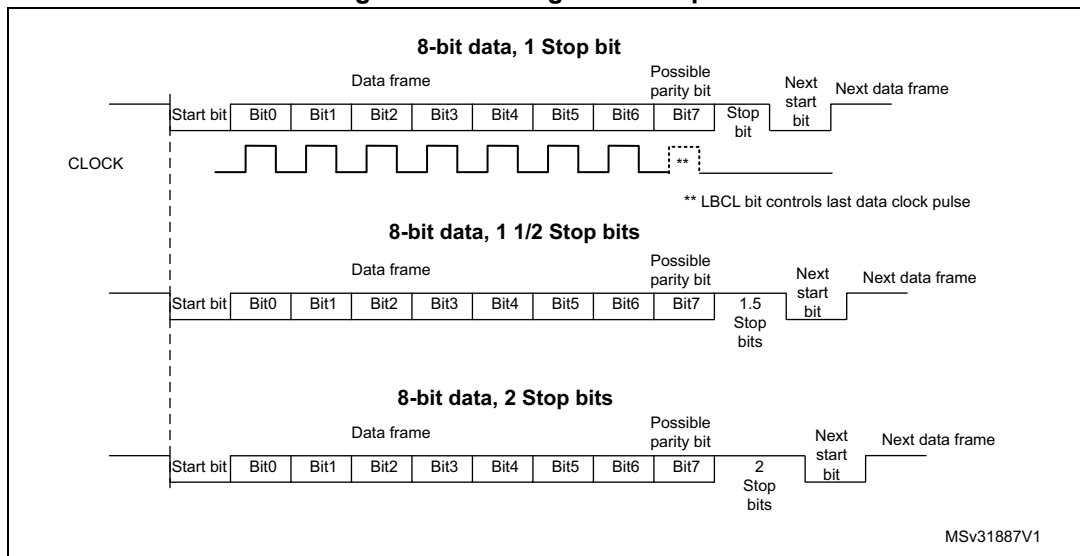 8-bit data, 1 Stop bit
Data frame
Possible
parity bit
Next
start
bit
Next data frame
Start bit Bit0 Bit1 Bit2 Bit3 Bit4 Bit5 Bit6 Bit7 Stop
bit
CLOCK
**
** LBCL bit controls last data clock pulse
8-bit data, 1 1/2 Stop bits
Data frame
Possible
parity bit
Next
start
bit
Next data frame
Start bit Bit0 Bit1 Bit2 Bit3 Bit4 Bit5 Bit6 Bit7 1.5
Stop
bits
8-bit data, 2 Stop bits
Data frame
Possible
parity bit
Next
start
bit
Next data frame
Start bit Bit0 Bit1 Bit2 Bit3 Bit4 Bit5 Bit6 Bit7 2
Stop
bits
MSv31887V1